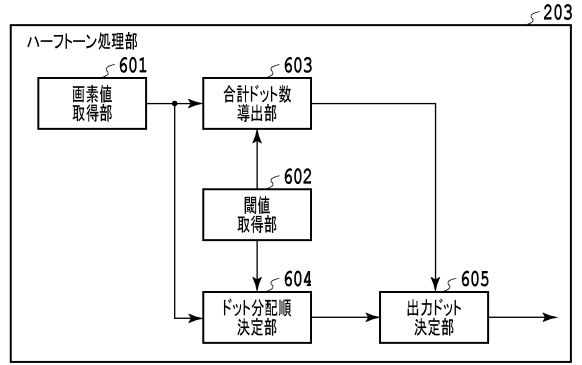 203
ハーフトーン処理部
601
画素値
取得部
603
合計ドット数
導出部
602
閾値
取得部
604
ドット分配順
決定部
605
出力ドット
決定部